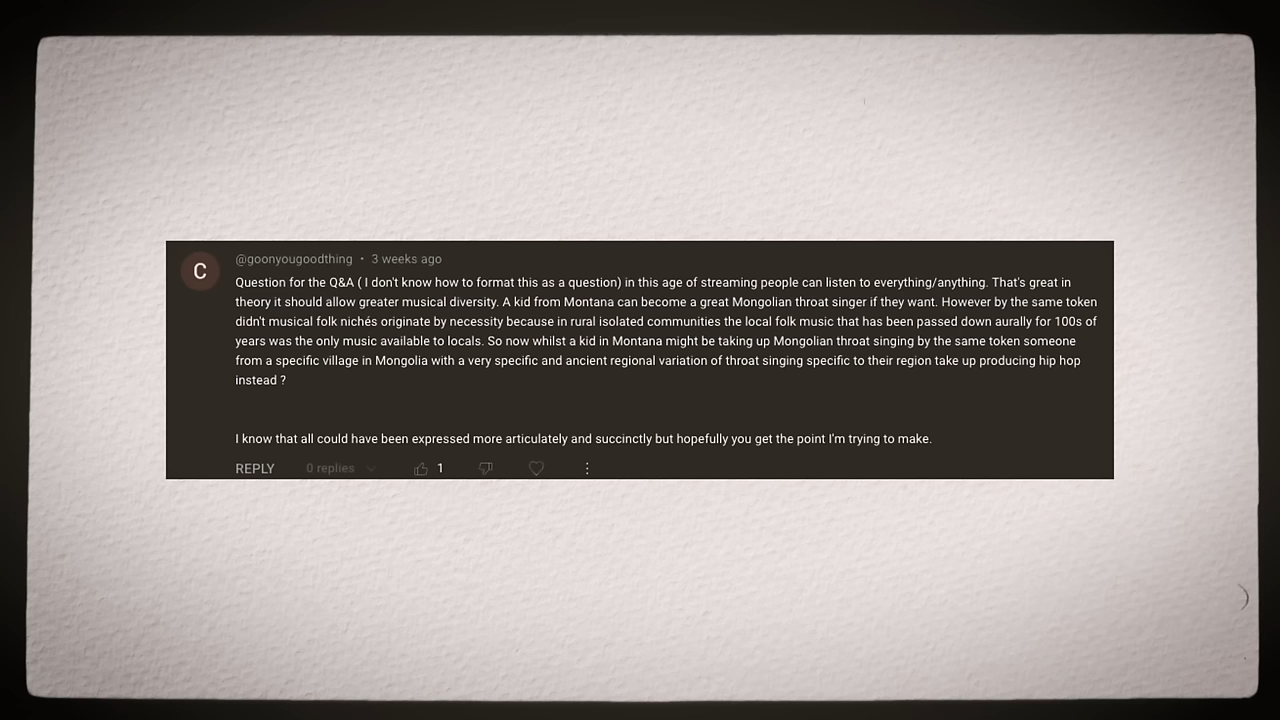 C
@goonyougoodthing • 3 weeks ago
Question for the Q&A ( I don't know how to format this as a question) in this age of streaming people can listen to everything/anything. That's great in
theory it should allow greater musical diversity. A kid from Montana can become a great Mongolian throat singer if they want. However by the same token
didn't musical folk nichés originate by necessity because in rural isolated communities the local folk music that has been passed down aurally for 100s of
years was the only music available to locals. So now whilst a kid in Montana might be taking up Mongolian throat singing by the same token someone
from a specific village in Mongolia with a very specific and ancient regional variation of throat singing specific to their region take up producing hip hop
instead ?
I know that all could have been expressed more articulately and succinctly but hopefully you get the point I'm trying to make.
REPLY 0 replies 1